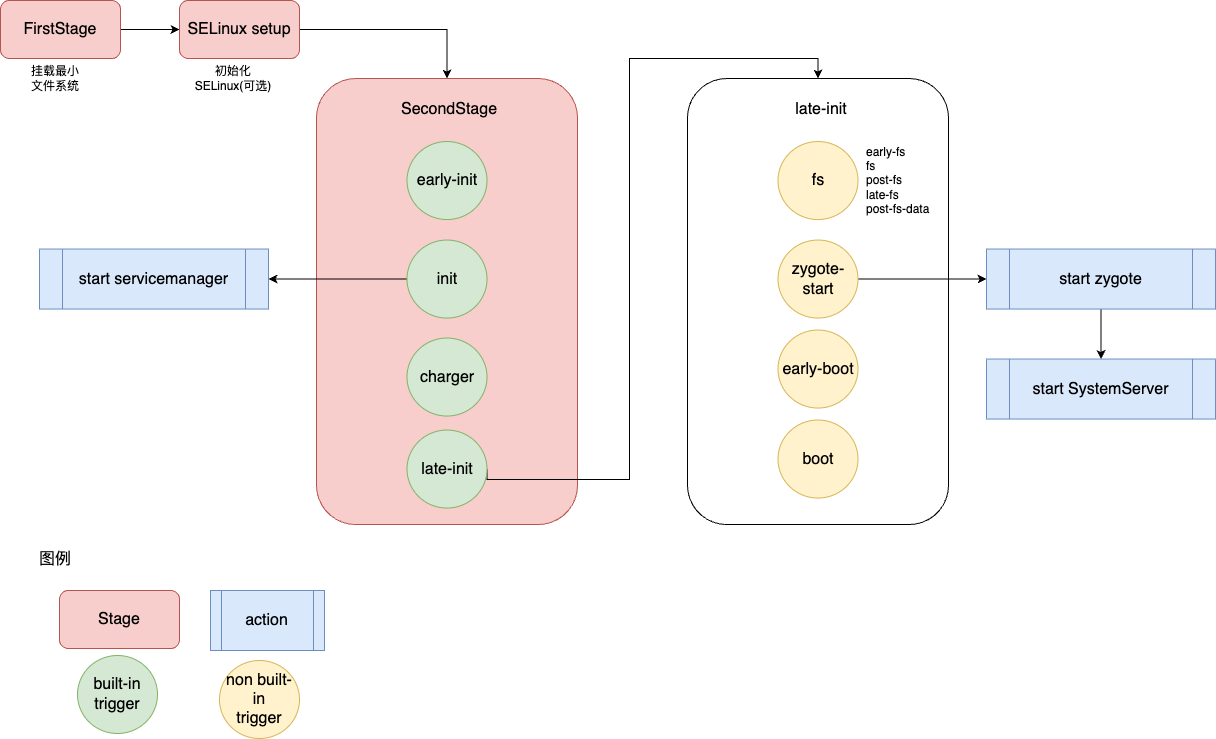 FirstStage
SELinux setup
挂载最小
文件系统
初始化
SELinux(可选)
SecondStage
early-init
init
charger
late-init
start servicemanager
late-init
fs
early-fs
fs
post-fs
late-fs
post-fs-data
zygote-
start
early-boot
boot
start zygote
start SystemServer
图例
Stage
action
built-in
trigger
non built-
in
trigger